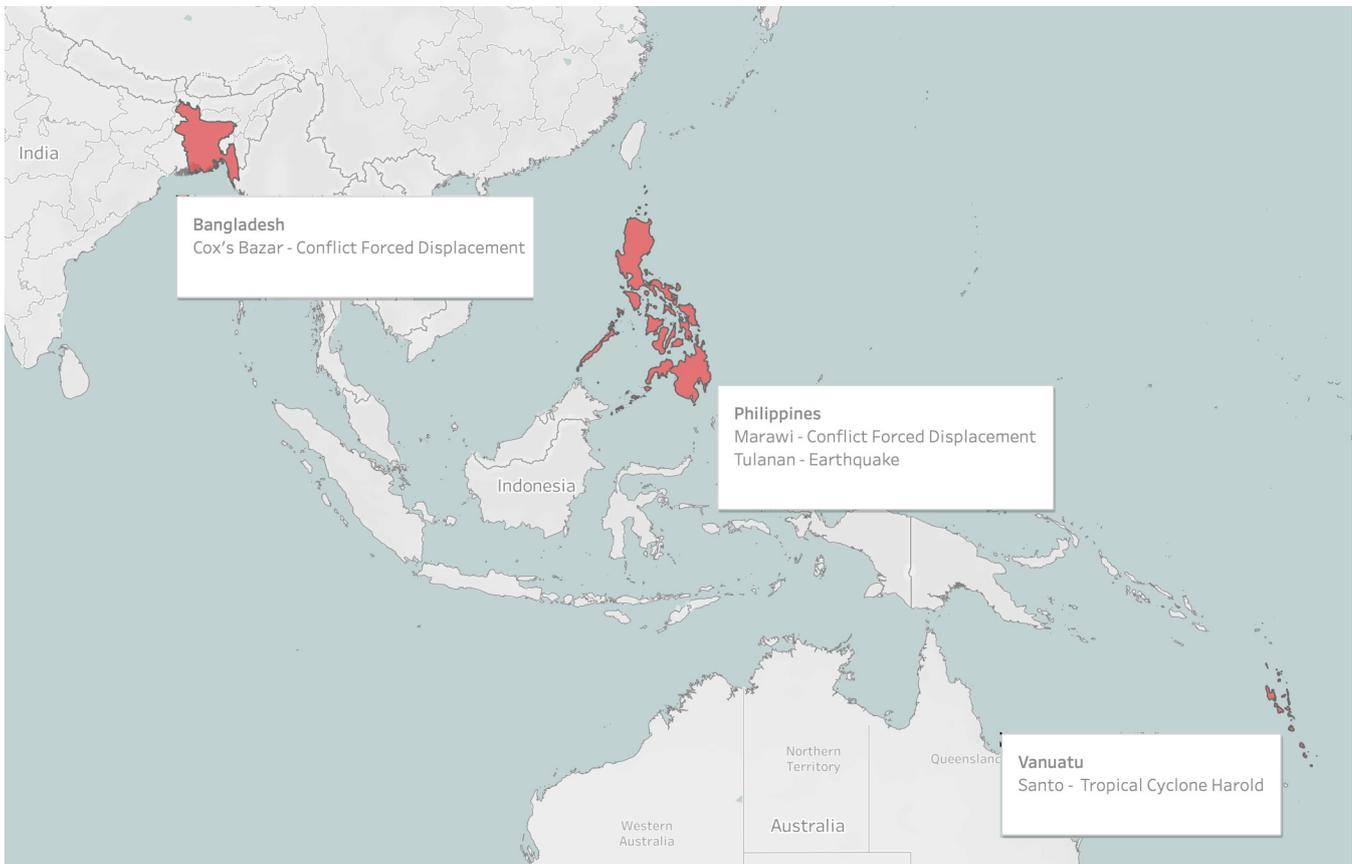 India
Bangladesh
Cox's Bazar - Conflict Forced Displacement
Philippines
Marawi - Conflict Forced Displacement
Tulanan - Earthquake
Indonesia
Northern
Territory
Queensland
Vanuatu
Santo - Tropical Cyclone Harold
Western
Australia
Australia